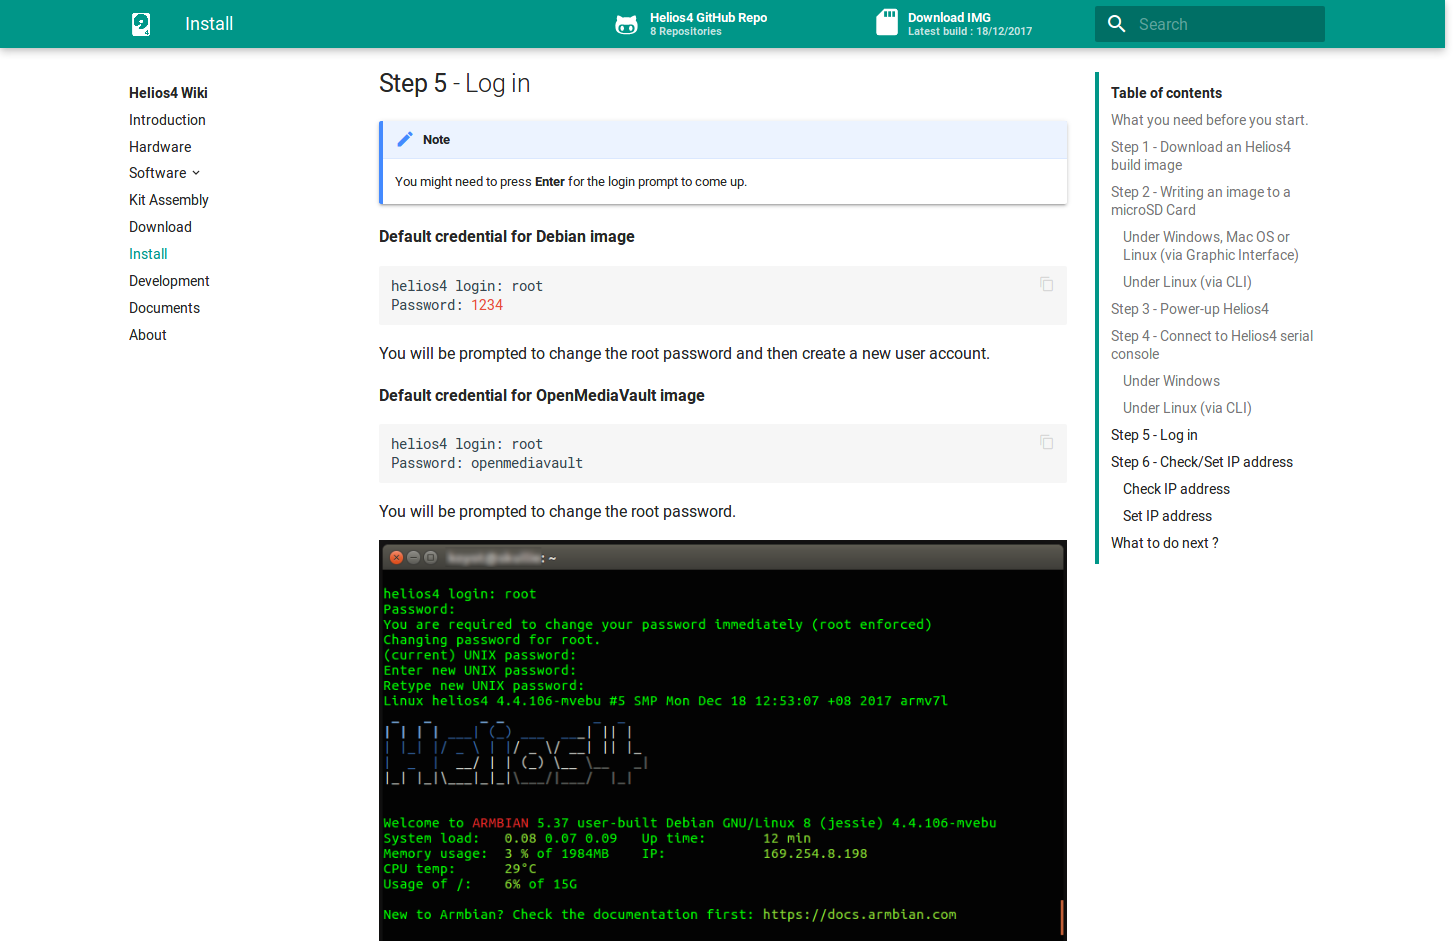 Install
Helios4 GitHub Repo
8 Repositories
Download IMG
Latest build : 18/12/2017
Search
Helios4 Wiki
Introduction
Hardware
Software
Kit Assembly
Download
Install
Development
Documents
About
Step 5 - Log in
Note
You might need to press Enter for the login prompt to come up.
Default credential for Debian image
helios4 login: root
Password: 1234
You will be prompted to change the root password and then create a new user account.
Default credential for OpenMediaVault image
helios4 login: root
Password: openmediavault
You will be prompted to change the root password.
: ~
helios4 login: root
Password:
You are required to change your password immediately (root enforced)
Changing password for root.
(current) UNIX password:
Enter new UNIX password:
Retype new UNIX password:
Linux helios4 4.4.106-mvebu #5 SMP Mon Dec 18 12:53:07 +08 2017 armv7l
Helios4
Welcome to ARMBIAN 5.37 user-built Debian GNU/Linux 8 (jessie) 4.4.106-mvebu
System load: 0.08 0.07 0.09 Up time: 12 min
Memory usage: 3 % of 1984MB IP: 169.254.8.198
CPU temp: 29°C
Usage of /: 6% of 15G
New to Armbian? Check the documentation first: https://docs.armbian.com
Table of contents
What you need before you start.
Step 1 - Download an Helios4
build image
Step 2 - Writing an image to a
microSD Card
Under Windows, Mac OS or
Linux (via Graphic Interface)
Under Linux (via CLI)
Step 3 - Power-up Helios4
Step 4 - Connect to Helios4 serial
console
Under Windows
Under Linux (via CLI)
Step 5 - Log in
Step 6 - Check/Set IP address
Check IP address
Set IP address
What to do next ?